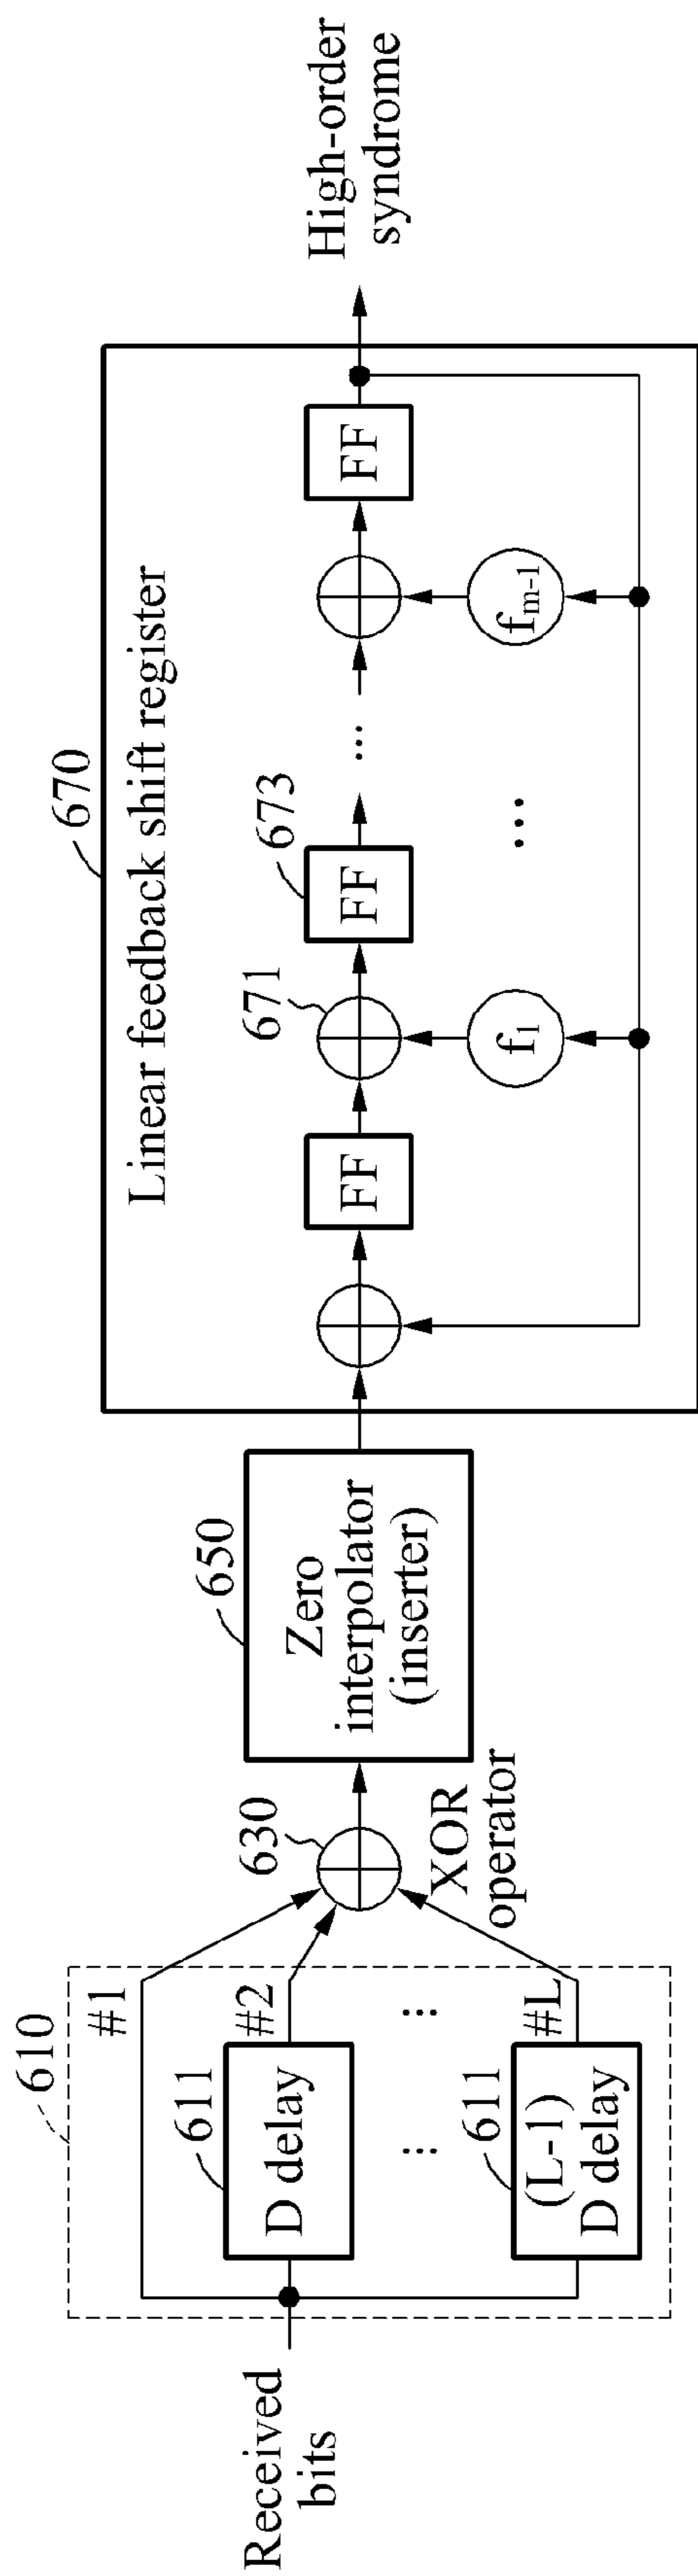 Received
bits
610
#1
611
D delay
#2
⋮
⋮
611
(L-1)
D delay
#L
630
XOR
operator
650
Zero
interpolator
(inserter)
670
Linear feedback shift register
FF
671
f1
673
FF
...
...
fm-1
FF
High-order
syndrome